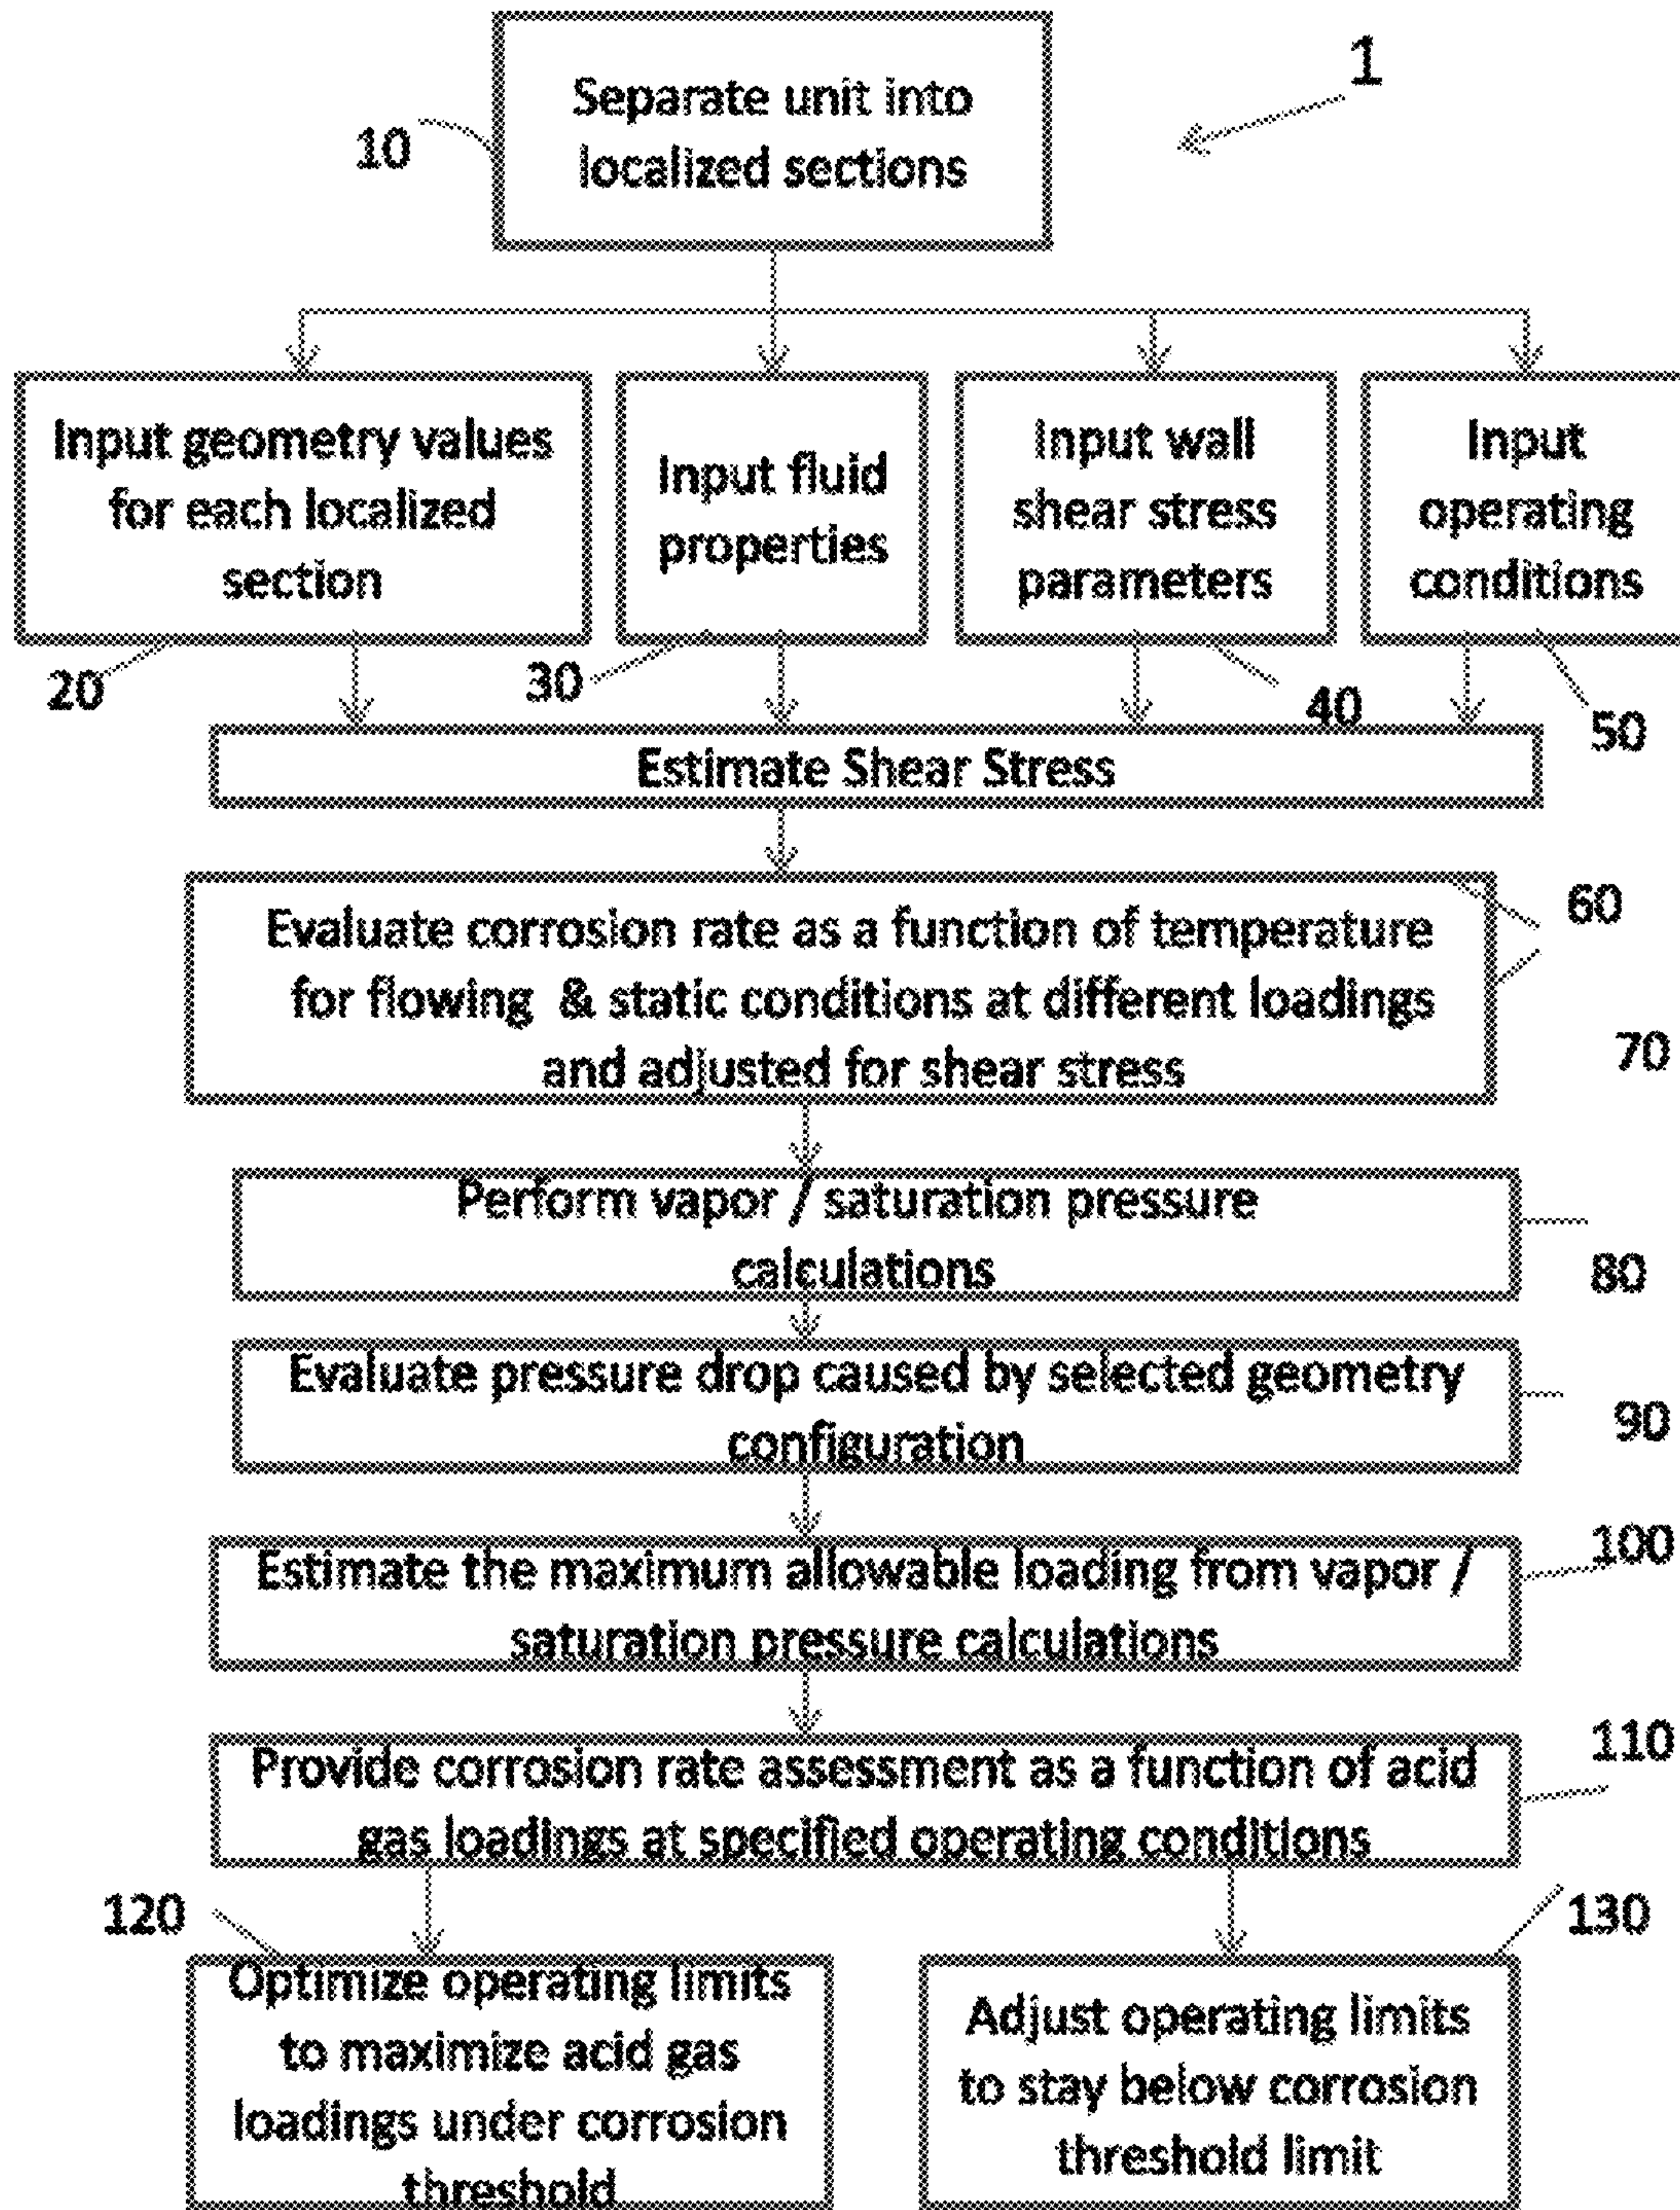 1
Separate unit into
localized sections
10
Input geometry values
for each localized
section
Input fluid
properties
Input wall
shear stress
parameters
Input
operating
conditions
20
30
40
50
Estimate Shear Stress
60
Evaluate corrosion rate as a function of temperature
for flowing & static conditions at different loadings
and adjusted for shear stress
70
Perform vapor / saturation pressure
calculations
80
Evaluate pressure drop caused by selected geometry
configuration
90
100
Estimate the maximum allowable loading from vapor /
saturation pressure calculations
110
Provide corrosion rate assessment as a function of acid
gas loadings at specified operating conditions
120
130
Optimize operating limits
to maximize acid gas
loadings under corrosion
threshold
Adjust operating limits
to stay below corrosion
threshold limit